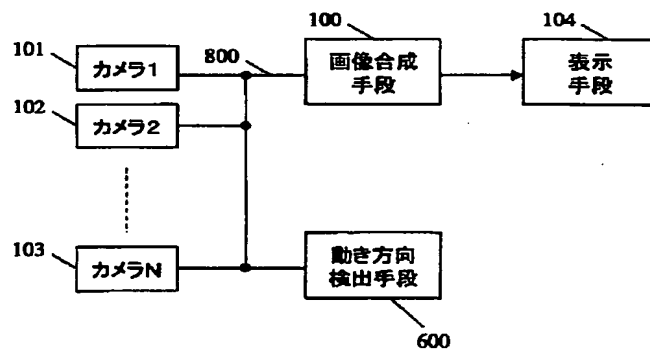 100
104
101
カメラ1
800
画像合成
手段
表示
手段
102
カメラ2
103
カメラN
動き方向
検出手段
600